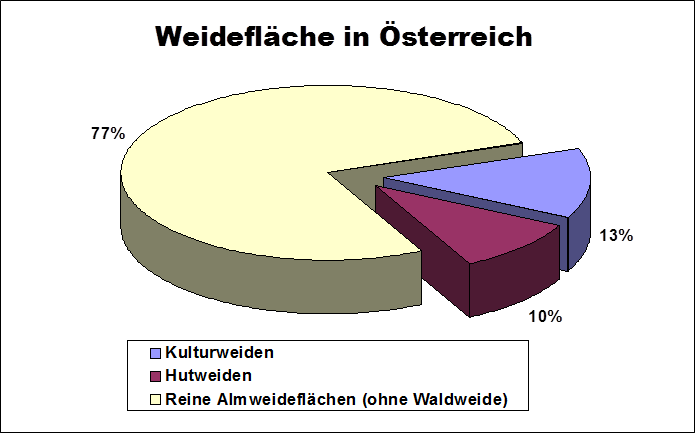 Weidefläche in Österreich
77%
13%
10%
Kulturweiden
Hutweiden
Reine Almweideflächen (ohne Waldweide)